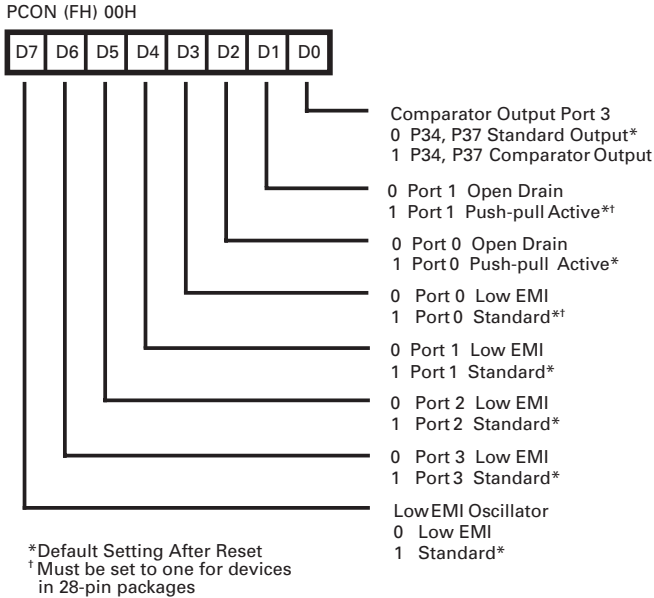 PCON (FH) 00H
D7 D6 D5 D4 D3 D2 D1 D0
Comparator Output Port 3
0 P34, P37 Standard Output*
1 P34, P37 Comparator Output
0 Port 1 Open Drain
1 Port 1 Push-pull Active*†
0 Port 0 Open Drain
1 Port 0 Push-pull Active*
0 Port 0 Low EMI
1 Port 0 Standard*†
0 Port 1 Low EMI
1 Port 1 Standard*
0 Port 2 Low EMI
1 Port 2 Standard*
0 Port 3 Low EMI
1 Port 3 Standard*
Low EMI Oscillator
0 Low EMI
1 Standard*
*Default Setting After Reset
† Must be set to one for devices
in 28-pin packages